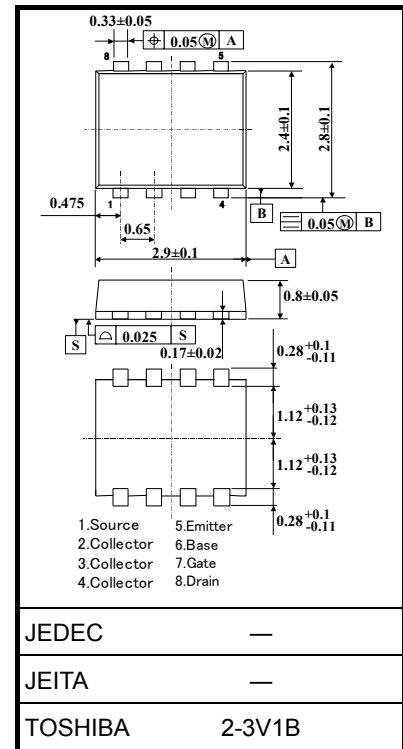 0.33±0.05
⌖ 0.05Ⓜ A
8 5
2.4±0.1
2.8±0.1
0.475
1 4
B
⌯ 0.05Ⓜ B
0.65
2.9±0.1
A
0.8±0.05
S
⌓ 0.025 S
0.17±0.02
0.28 +0.1 -0.11
1.12 +0.13 -0.12
1.12 +0.13 -0.12
0.28 +0.1 -0.11
1.Source 5.Emitter
2.Collector 6.Base
3.Collector 7.Gate
4.Collector 8.Drain
JEDEC —
JEITA —
TOSHIBA 2-3V1B